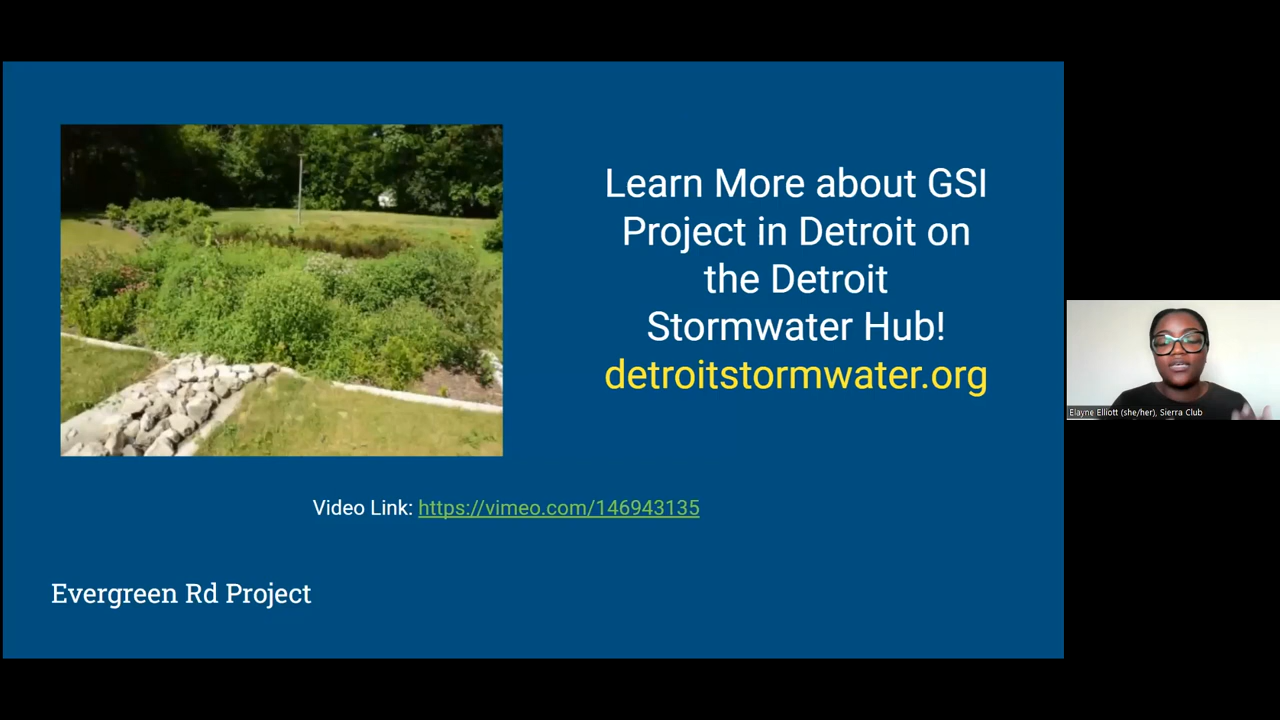 Learn More about GSI
Project in Detroit on
the Detroit
Stormwater Hub!
detroitstormwater.org
Video Link: https://vimeo.com/146943135
Evergreen Rd Project
Elayne Elliott (she/her), Sierra Club